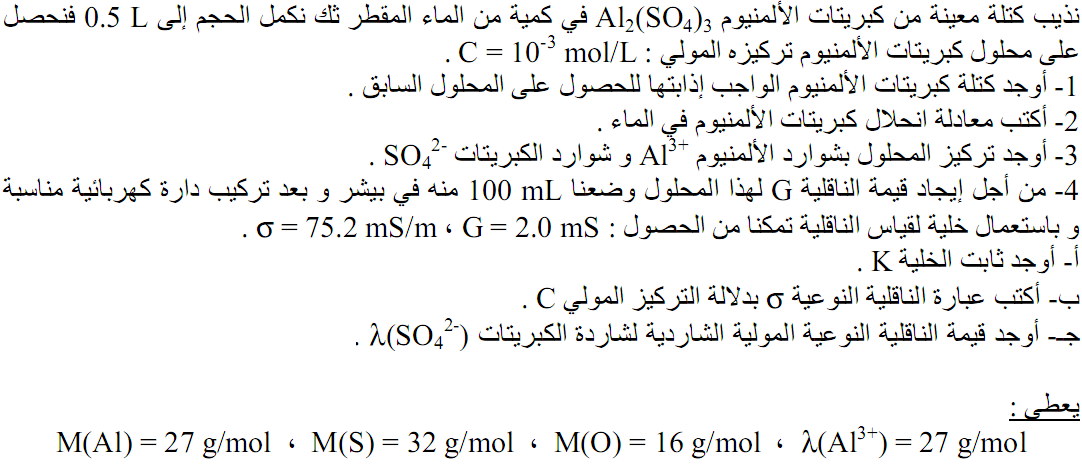 نذيب كتلة معينة من كبريتات الألمنيوم Al₂(SO₄)₃ في كمية من الماء المقطر ثك نكمل الحجم إلى 0.5 L فنحصل
على محلول كبريتات الألمنيوم تركيزه المولي : C = 10⁻³ mol/L .
1- أوجد كتلة كبريتات الألمنيوم الواجب إذابتها للحصول على المحلول السابق .
2- أكتب معادلة انحلال كبريتات الألمنيوم في الماء .
3- أوجد تركيز المحلول بشوارد الألمنيوم Al³⁺ و شوارد الكبريتات SO₄²⁻ .
4- من أجل إيجاد قيمة الناقلية G لهذا المحلول وضعنا 100 mL منه في بيشر و بعد تركيب دارة كهربائية مناسبة
و باستعمال خلية لقياس الناقلية تمكنا من الحصول : G = 2.0 mS ، σ = 75.2 mS/m .
أ- أوجد ثابت الخلية K .
ب- أكتب عبارة الناقلية النوعية σ بدلالة التركيز المولي C .
جـ- أوجد قيمة الناقلية النوعية المولية الشاردية لشاردة الكبريتات λ(SO₄²⁻) .
يعطى :
M(Al) = 27 g/mol ، M(S) = 32 g/mol ، M(O) = 16 g/mol ، λ(Al³⁺) = 27 g/mol